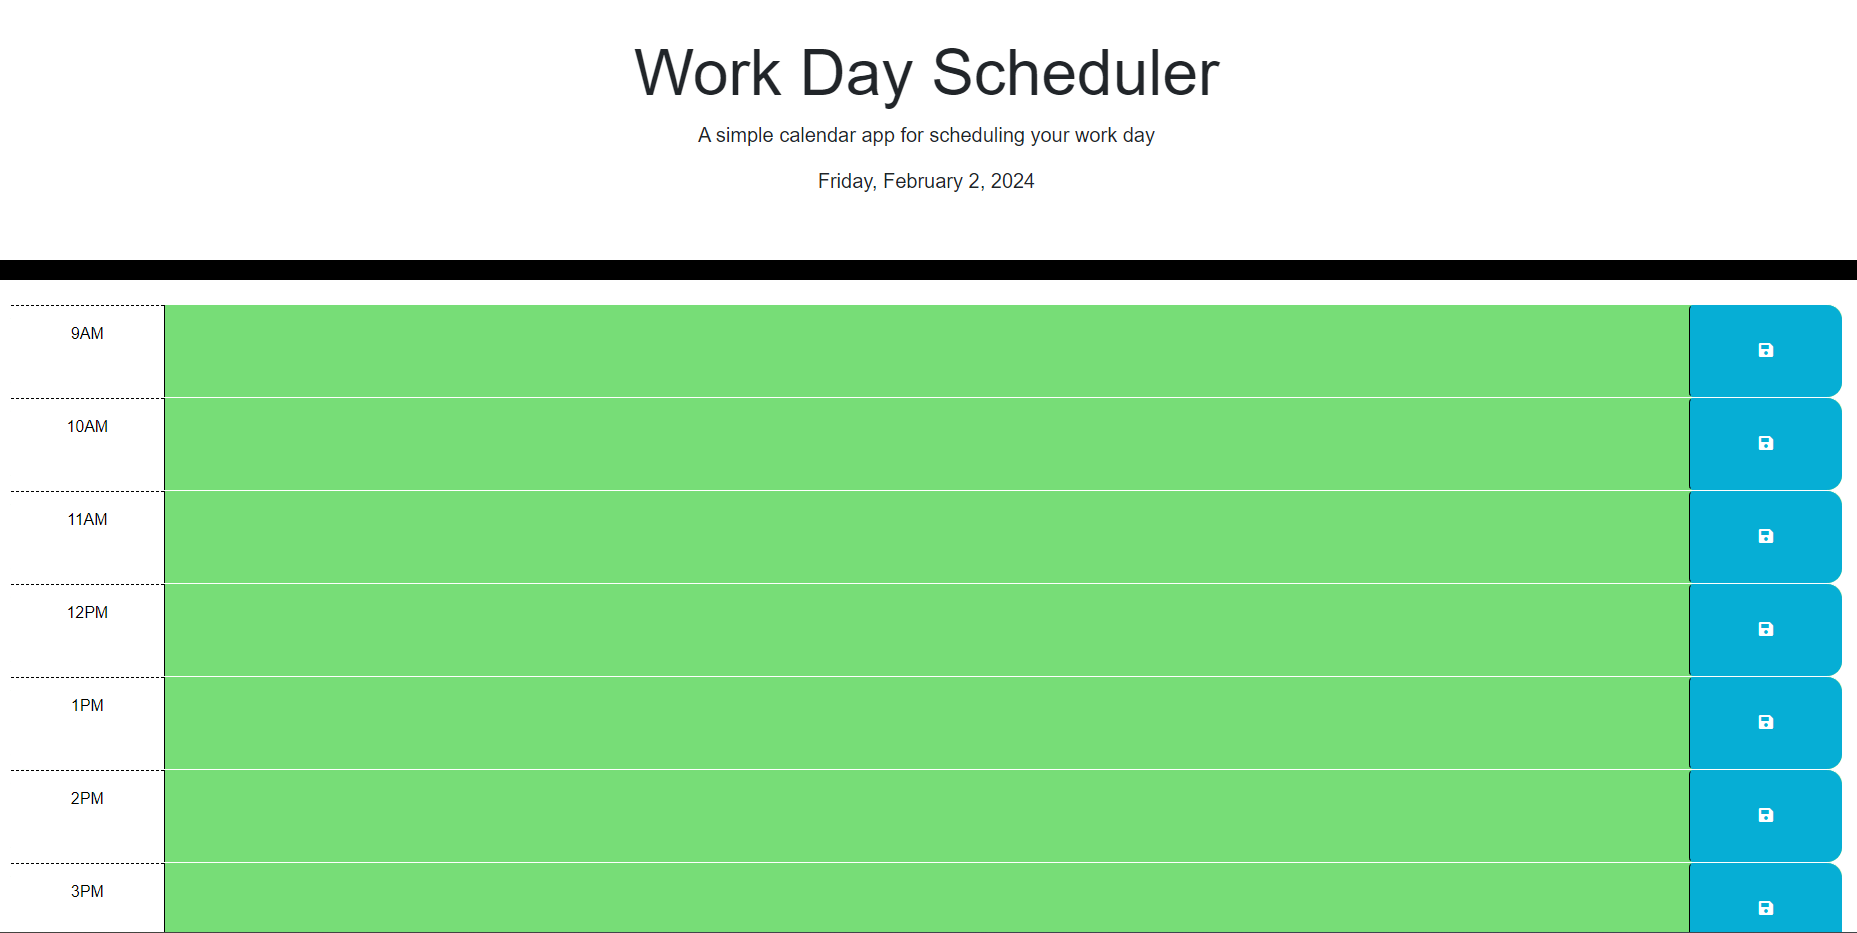 Work Day Scheduler
A simple calendar app for scheduling your work day
Friday, February 2, 2024
9AM
10AM
11AM
12PM
1PM
2PM
3PM